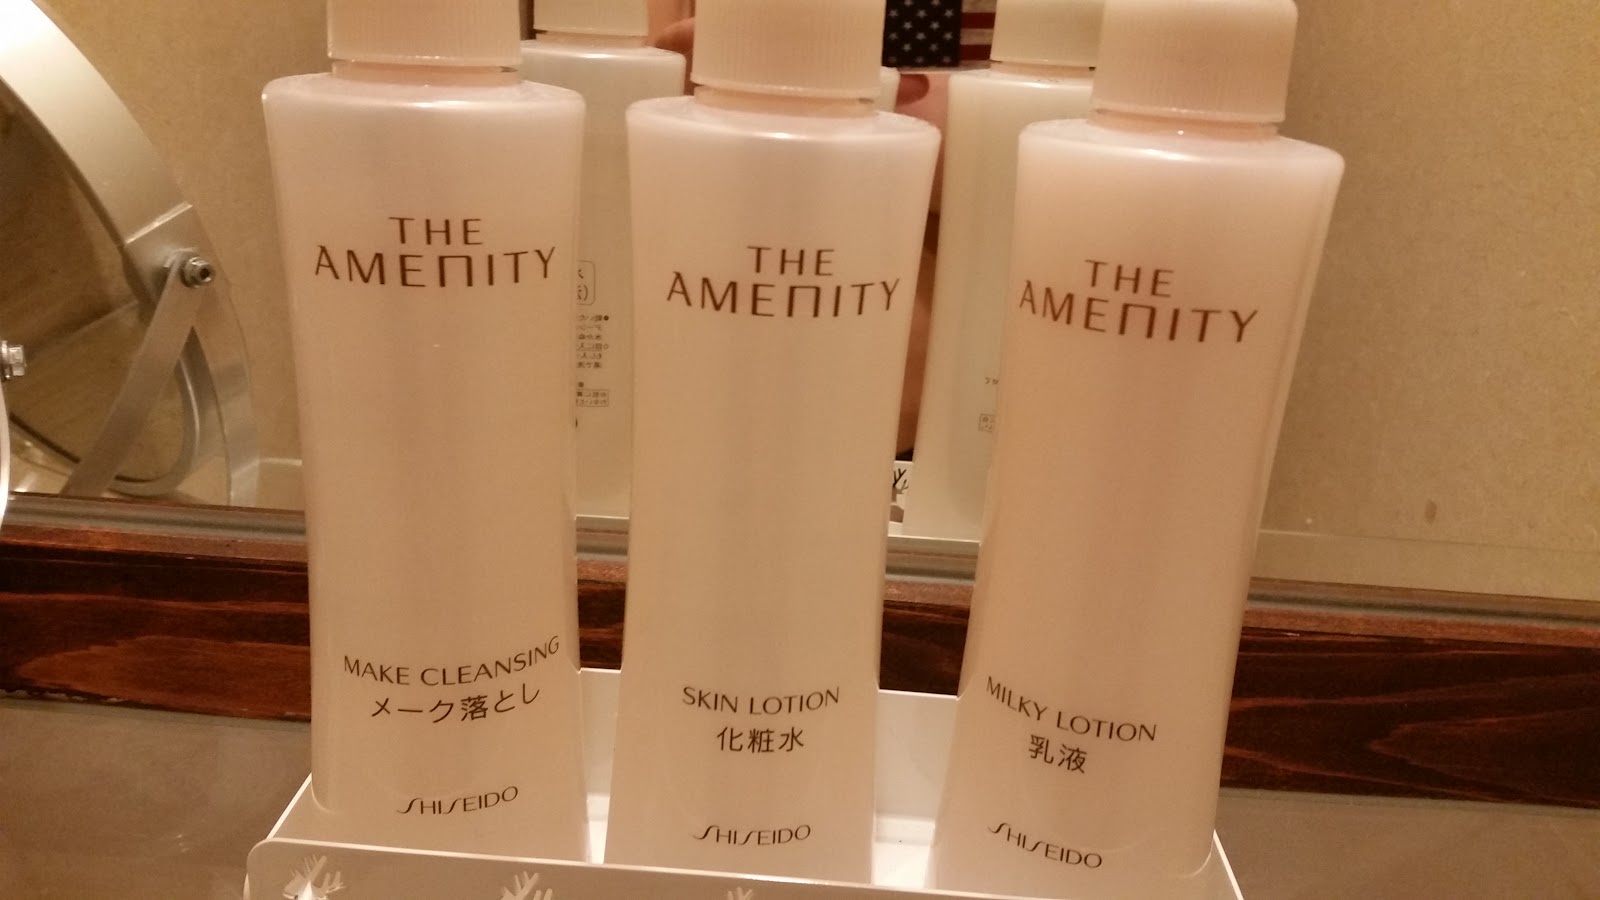 THE
AMENITY
MAKE CLEANSING
メーク落とし
SHISEIDO
THE
AMENITY
SKIN LOTION
化粧水
SHISEIDO
THE
AMENITY
MILKY LOTION
乳液
SHISEIDO